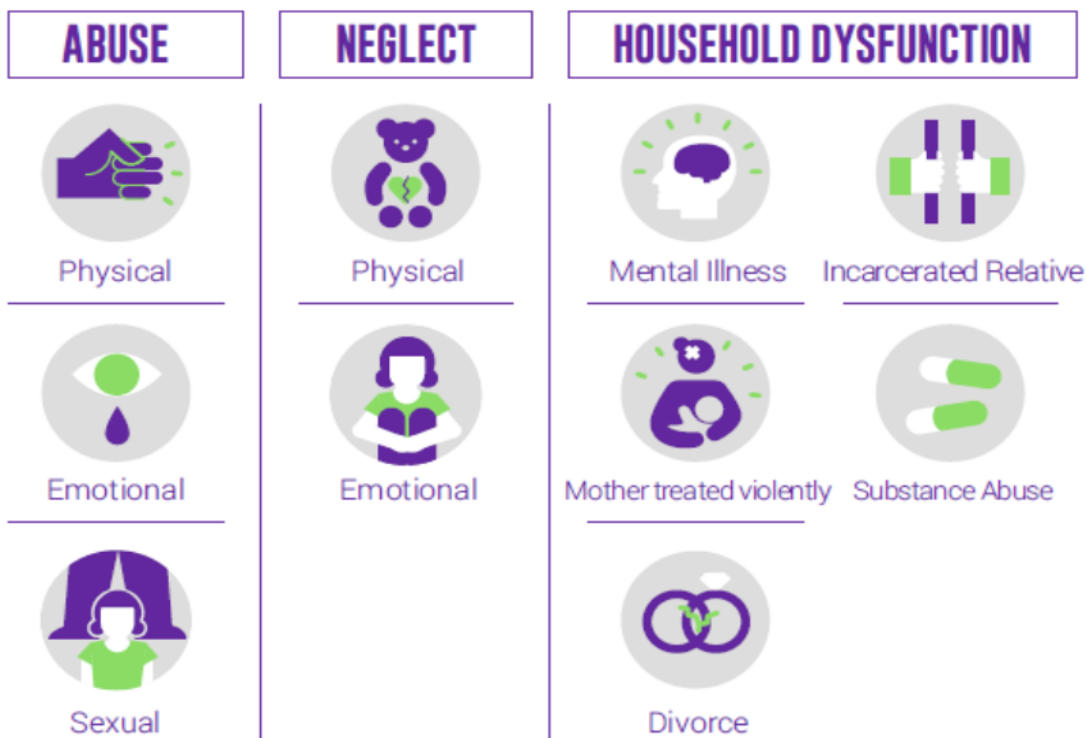 ABUSE
NEGLECT
HOUSEHOLD DYSFUNCTION
Physical
Physical
Mental Illness
Incarcerated Relative
Emotional
Emotional
Mother treated violently
Substance Abuse
Sexual
Divorce